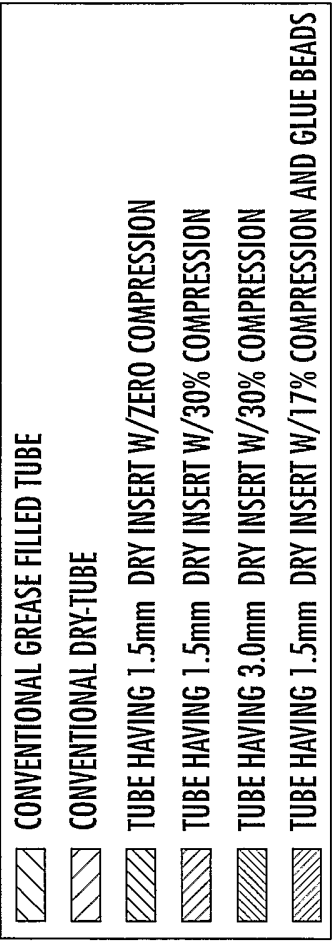 CONVENTIONAL GREASE FILLED TUBE
CONVENTIONAL DRY-TUBE
TUBE HAVING 1.5mm DRY INSERT W/ZERO COMPRESSION
TUBE HAVING 1.5mm DRY INSERT W/30% COMPRESSION
TUBE HAVING 3.0mm DRY INSERT W/30% COMPRESSION
TUBE HAVING 1.5mm DRY INSERT W/17% COMPRESSION AND GLUE BEADS